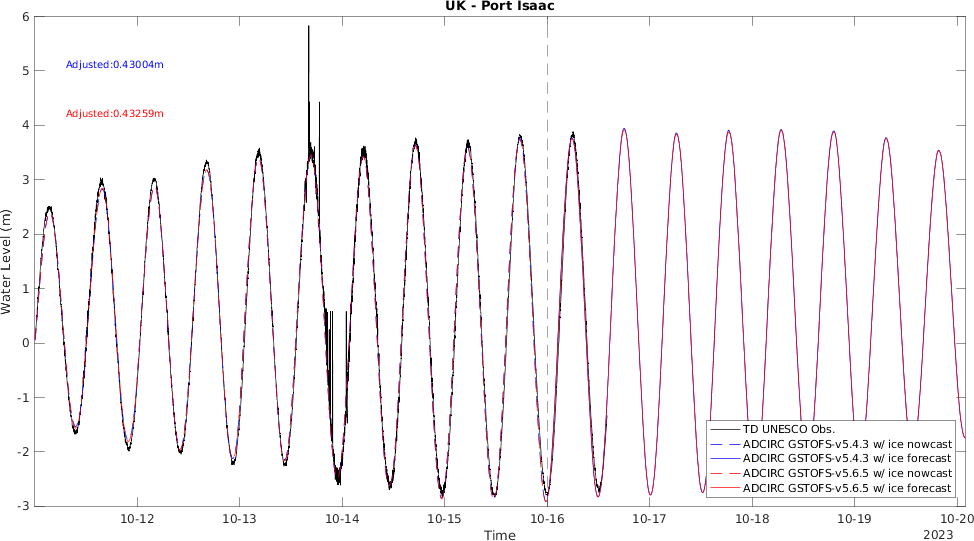 UK - Port Isaac
6
5
4
3
2
1
0
-1
-2
-3
Water Level (m)
Adjusted:0.43004m
Adjusted:0.43259m
TD UNESCO Obs.
ADCIRC GSTOFS-v5.4.3 w/ ice nowcast
ADCIRC GSTOFS-v5.4.3 w/ ice forecast
ADCIRC GSTOFS-v5.6.5 w/ ice nowcast
ADCIRC GSTOFS-v5.6.5 w/ ice forecast
10-12 10-13 10-14 10-15 10-16 10-17 10-18 10-19 10-20
Time
2023